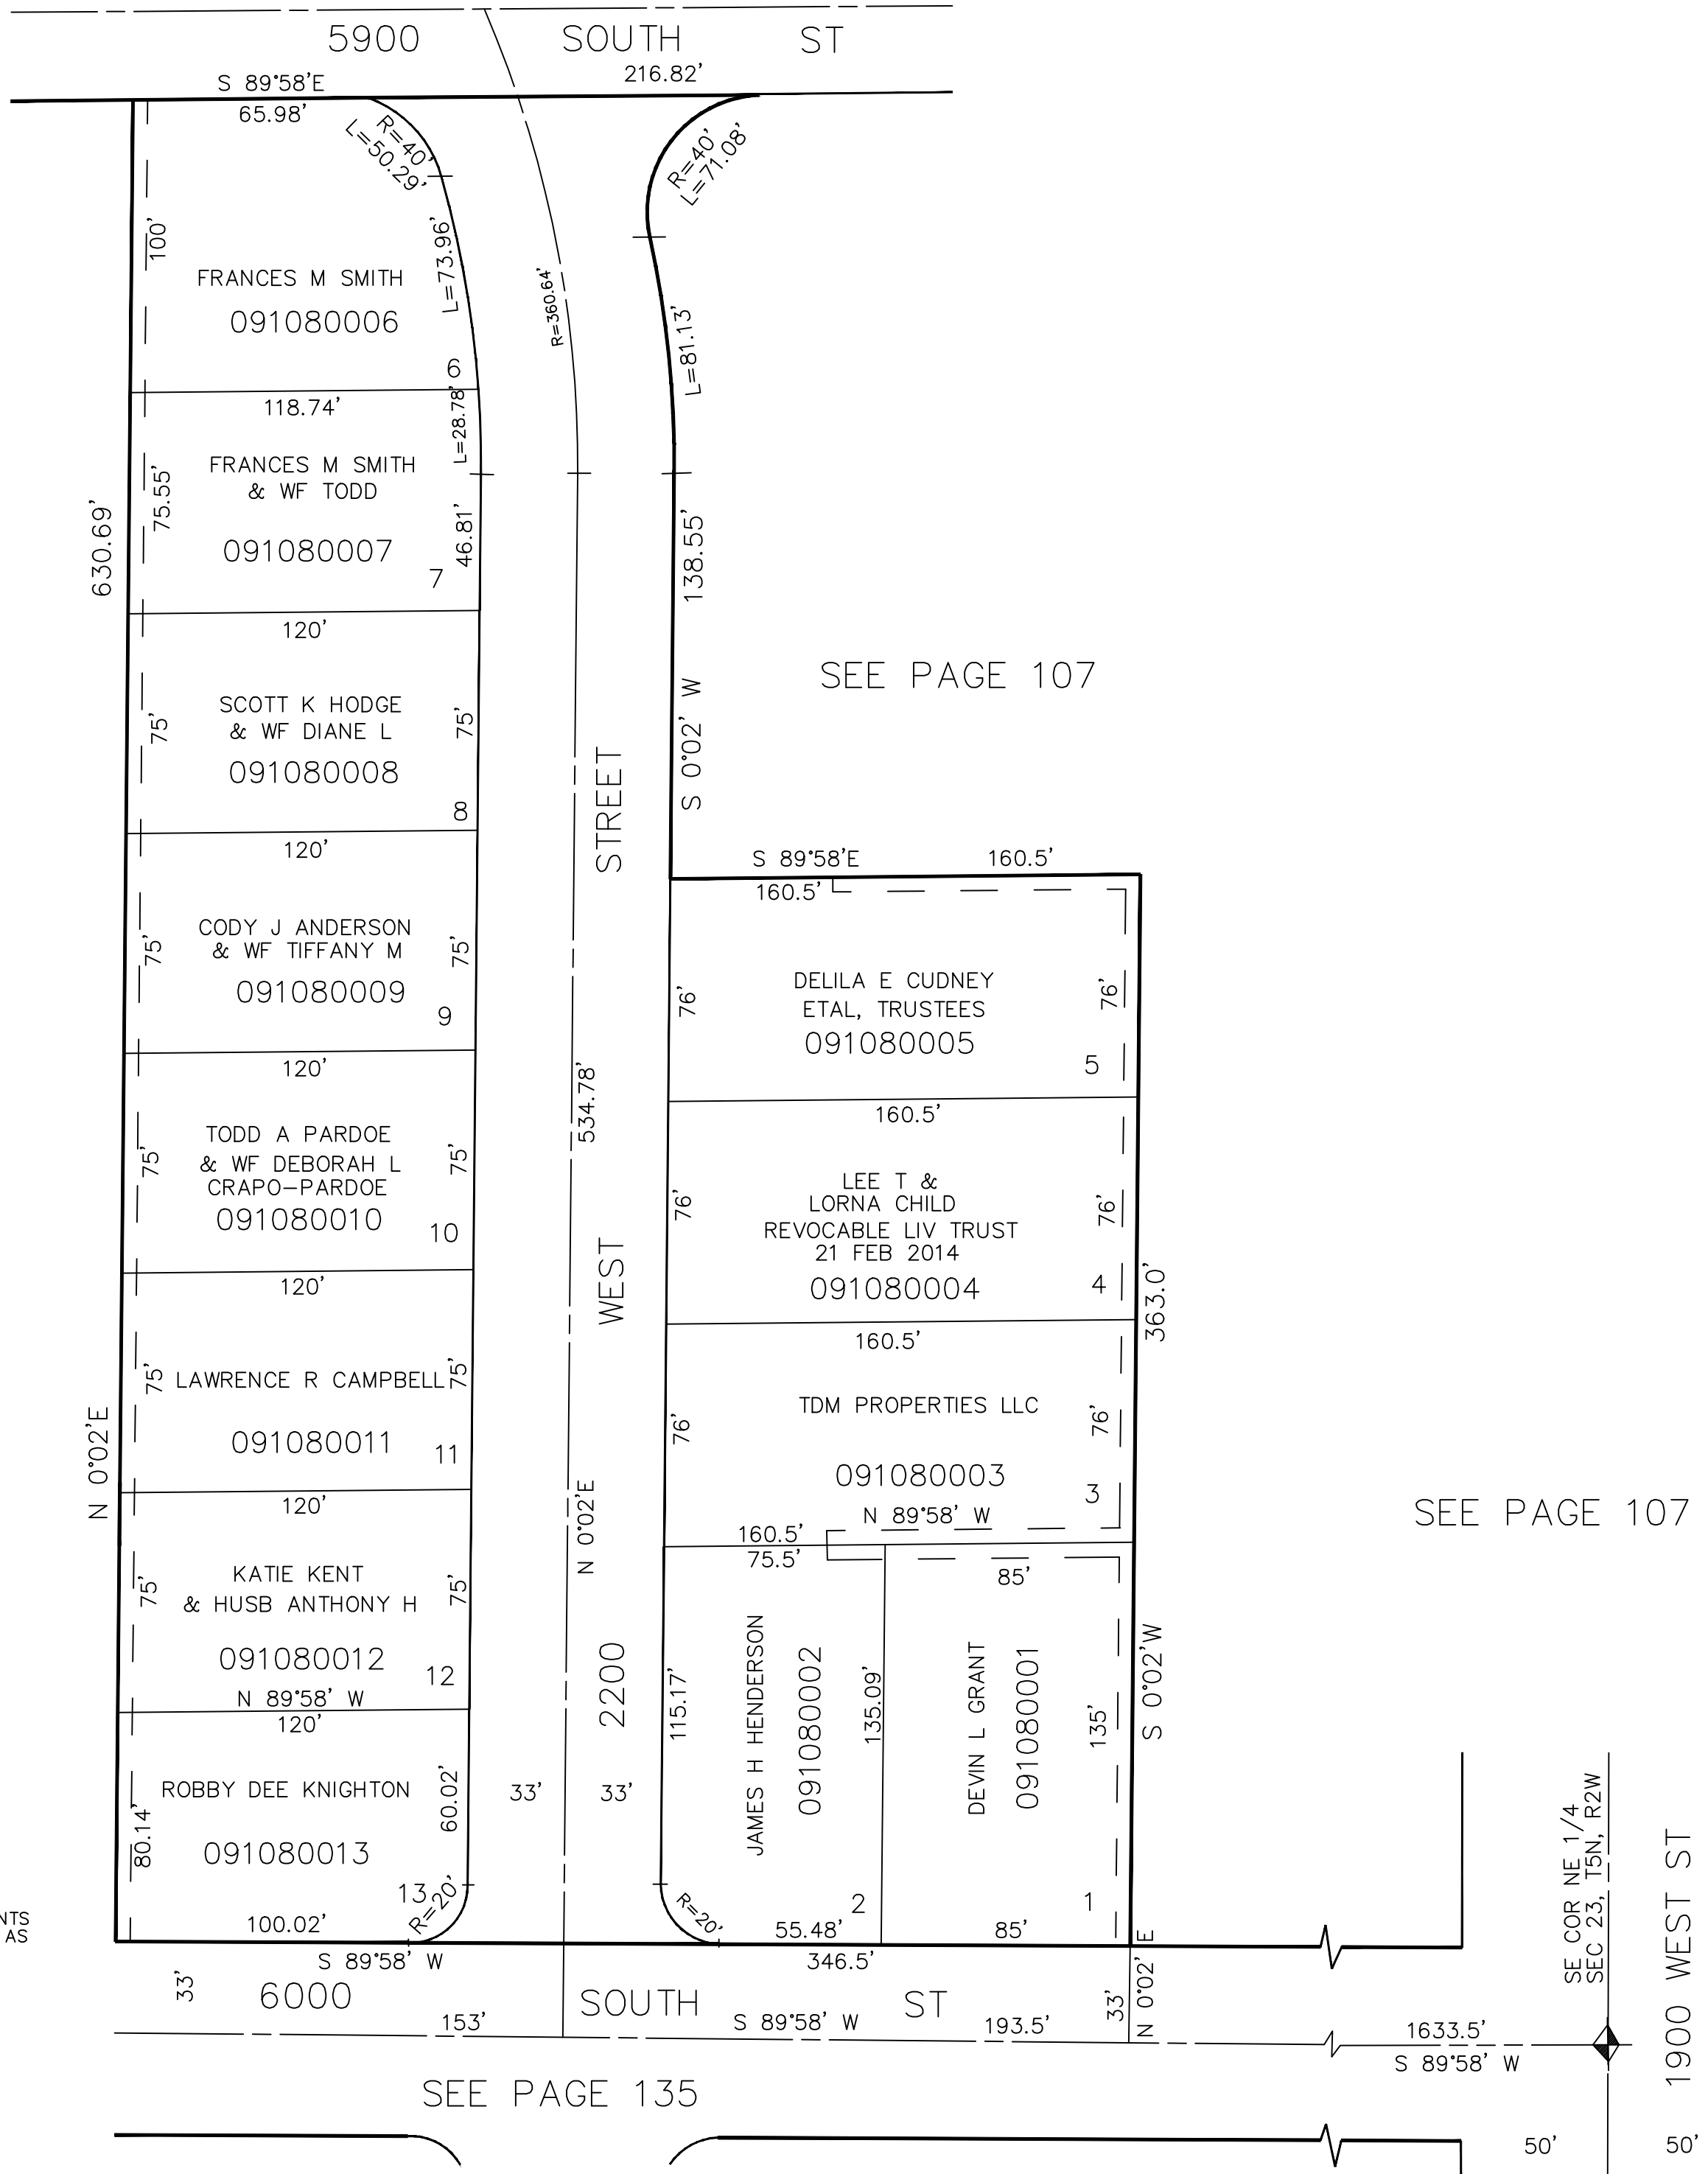 5900 SOUTH ST
S 89°58'E
216.82'
65.98'
R=40'
L=50.29'
R=40'
L=71.08'
100'
L=73.96'
R=360.64'
L=81.13'
FRANCES M SMITH
091080006
6
118.74'
L=28.78'
FRANCES M SMITH
& WF TODD
091080007
7
75.55'
46.81'
630.69'
138.55'
120'
SCOTT K HODGE
& WF DIANE L
091080008
8
75'
75'
S 0°02' W
SEE PAGE 107
120'
CODY J ANDERSON
& WF TIFFANY M
091080009
9
75'
75'
S 89°58'E
160.5'
160.5'
DELILA E CUDNEY
ETAL, TRUSTEES
091080005
5
76'
76'
120'
TODD A PARDOE
& WF DEBORAH L
CRAPO-PARDOE
091080010
10
75'
75'
534.78'
160.5'
LEE T &
LORNA CHILD
REVOCABLE LIV TRUST
21 FEB 2014
091080004
4
76'
76'
363.0'
120'
LAWRENCE R CAMPBELL
091080011
11
75'
75'
N 0°02'E
160.5'
TDM PROPERTIES LLC
091080003
3
76'
76'
N 89°58' W
160.5'
SEE PAGE 107
120'
KATIE KENT
& HUSB ANTHONY H
091080012
12
75'
75'
N 89°58' W
N 0°02'E
2200 WEST STREET
75.5'
85'
JAMES H HENDERSON
091080002
2
115.17'
135.09'
DEVIN L GRANT
091080001
1
135'
S 0°02'W
120'
ROBBY DEE KNIGHTON
091080013
13
80.14'
60.02'
33'
33'
R=20'
R=20'
100.02'
55.48'
85'
NTS
AS
S 89°58' W
346.5'
33'
6000 SOUTH ST
33'
N 0°02' E
153'
S 89°58' W
193.5'
1633.5'
S 89°58' W
SE COR NE 1/4
SEC 23, T5N, R2W
1900 WEST ST
SEE PAGE 135
50'
50'